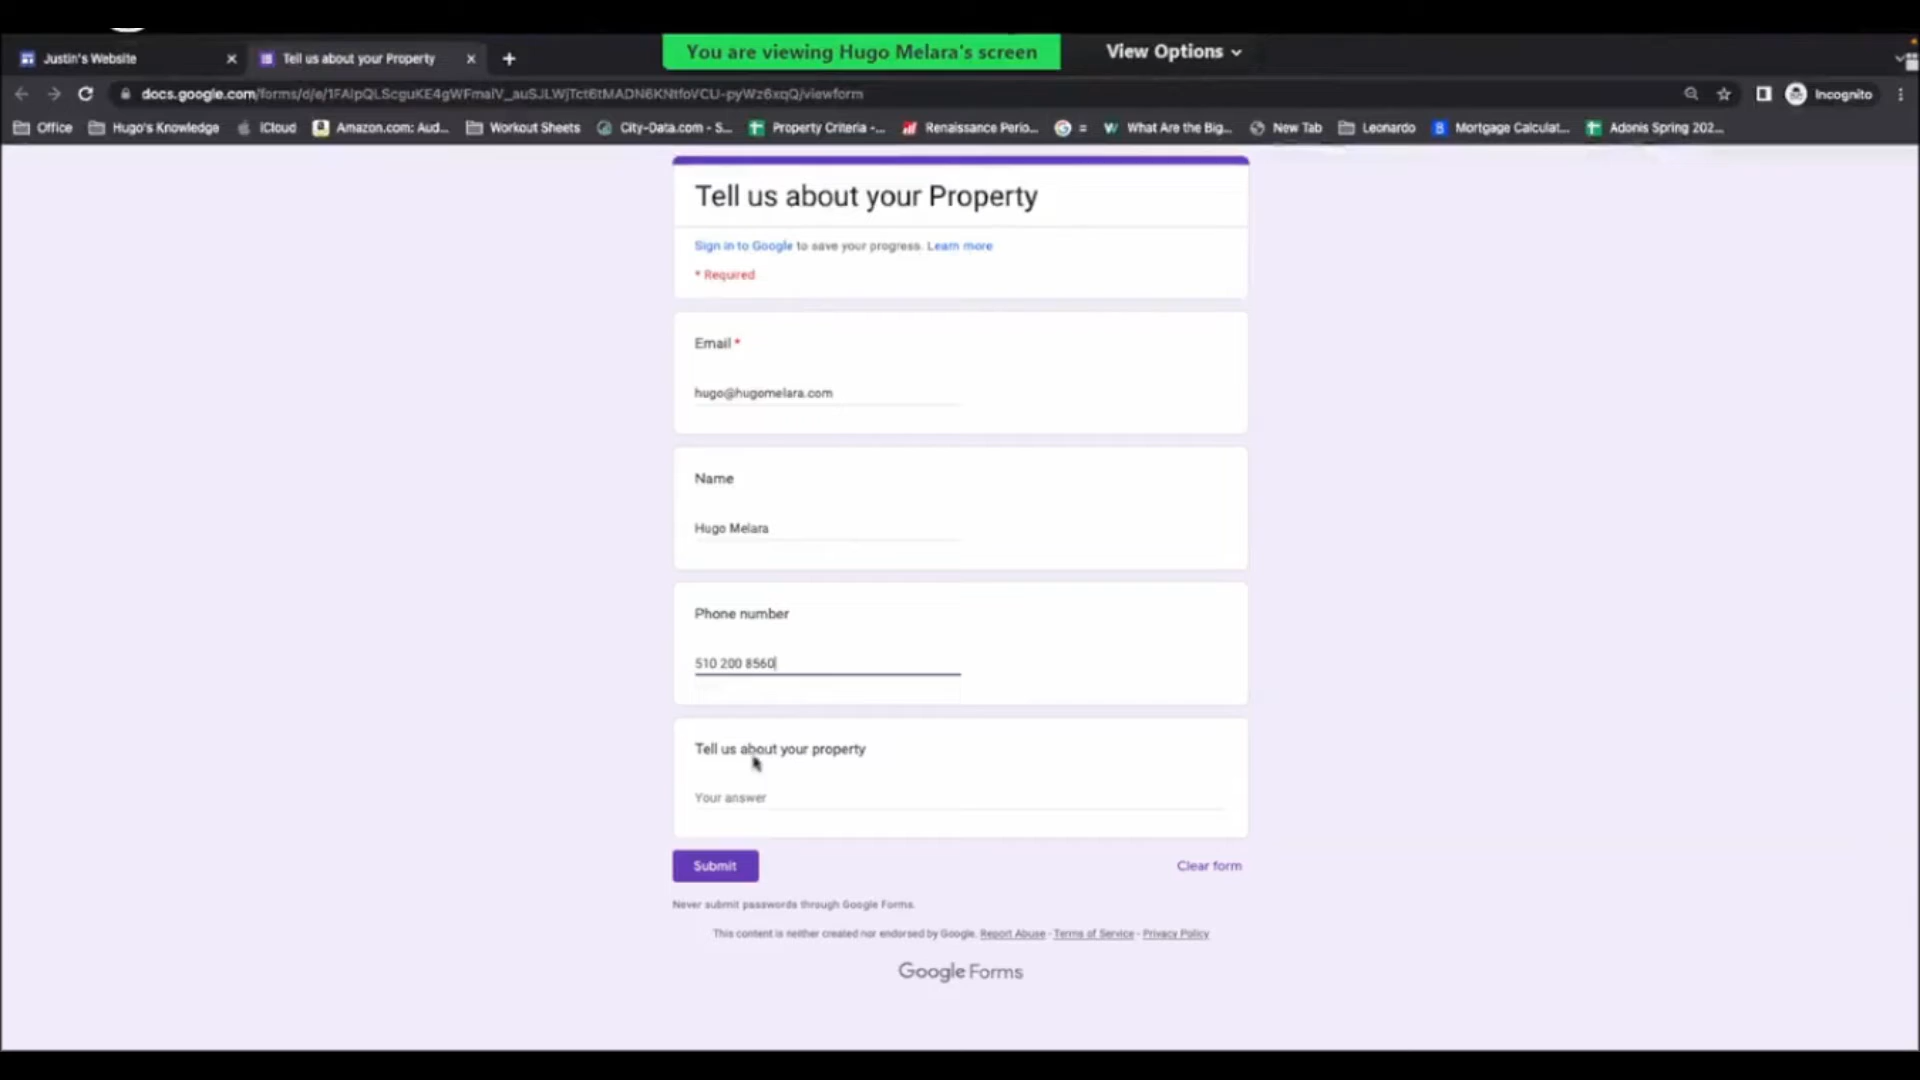 Justin's Website
Tell us about your Property
You are viewing Hugo Melara's screen
View Options
docs.google.com/forms/d/e/
/viewform
Incognito
Office
Hugo's Knowledge
iCloud
Amazon.com: Aud...
Workout Sheets
City-Data.com - S...
Property Criteria -...
Renaissance Perio...
=
What Are the Big...
New Tab
Leonardo
Mortgage Calculat...
Adonis Spring 202...
Tell us about your Property
Sign in to Google to save your progress. Learn more
* Required
Email *
hugo@hugomelara.com
Name
Hugo Melara
Phone number
510 200 8560
Tell us about your property
Your answer
Submit
Clear form
Never submit passwords through Google Forms.
This content is neither created nor endorsed by Google. Report Abuse - Terms of Service - Privacy Policy
Google Forms